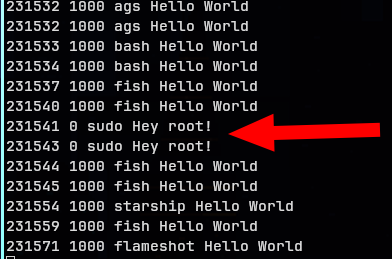 231532 1000 ags Hello World
231532 1000 ags Hello World
231533 1000 bash Hello World
231534 1000 bash Hello World
231537 1000 fish Hello World
231540 1000 fish Hello World
231541 0 sudo Hey root!
231543 0 sudo Hey root!
231544 1000 fish Hello World
231545 1000 fish Hello World
231554 1000 starship Hello World
231559 1000 fish Hello World
231571 1000 flameshot Hello World